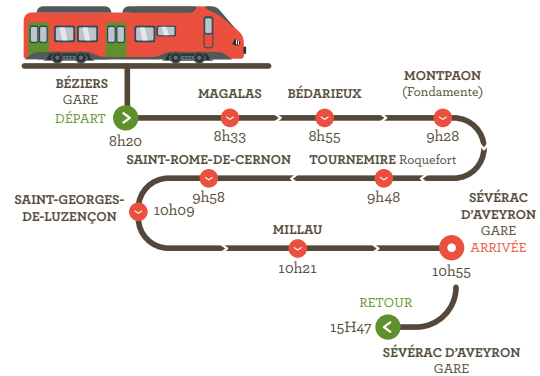 BÉZIERS
GARE
DÉPART
8h20
MAGALAS
8h33
BÉDARIEUX
8h55
MONTPAON
(Fondamente)
9h28
TOURNEMIRE Roquefort
9h48
SAINT-ROME-DE-CERNON
9h58
SAINT-GEORGES-
DE-LUZENÇON
10h09
MILLAU
10h21
SÉVÉRAC
D'AVEYRON
GARE
ARRIVÉE
10h55
RETOUR
15H47
SÉVÉRAC D'AVEYRON
GARE